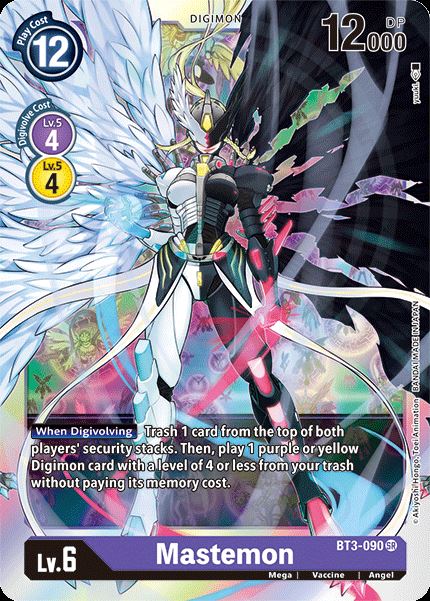 Play Cost
12
DIGIMON
12000
DP
Digivolve Cost
Lv.5
4
Lv.5
4
yuuki.
© Akiyoshi Hongo, Toei Animation  BANDAI MADE IN JAPAN
When Digivolving Trash 1 card from the top of both
players' security stacks. Then, play 1 purple or yellow
Digimon card with a level of 4 or less from your trash
without paying its memory cost.
Lv.6
Mastemon
BT3-090 SR
Mega | Vaccine | Angel